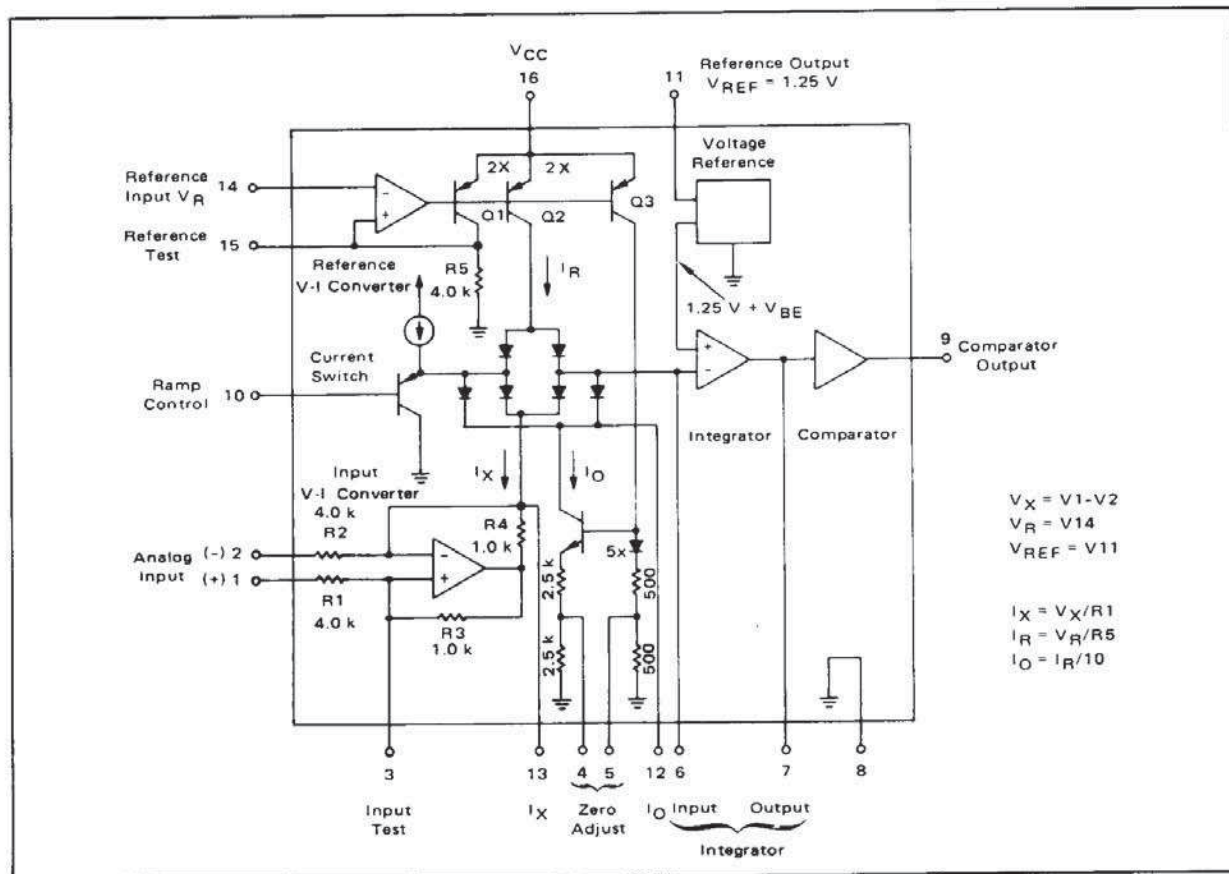 VCC
16
11
Reference Output
VREF = 1.25 V
Voltage
Reference
2X
2X
Reference
Input VR
14
-
+
Q1
Q2
Q3
Reference
Test
15
Reference
V-I Converter
R5
4.0 k
IR
1.25 V + VBE
Current
Switch
+
-
9
Comparator
Output
Ramp
Control
10
Integrator
Comparator
IX
IO
Input
V-I Converter
4.0 k
R2
R4
1.0 k
5x
Analog
Input
(-) 2
(+) 1
-
+
R1
4.0 k
R3
1.0 k
2.5 k
500
2.5 k
500
VX = V1-V2
VR = V14
VREF = V11
IX = VX/R1
IR = VR/R5
IO = IR/10
3
13
4
5
12
6
7
8
Input
Test
IX
Zero
Adjust
IO
Input
Output
Integrator